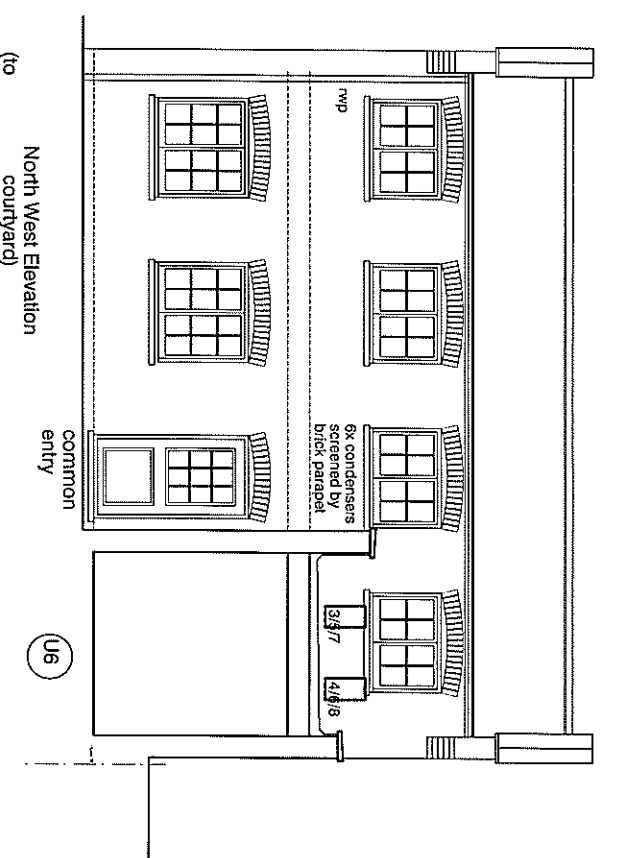 rwp
6x condensers
screened by
brick parapet
3/5/7
4/6/8
common
entry
U6
North West Elevation
(to
courtyard)